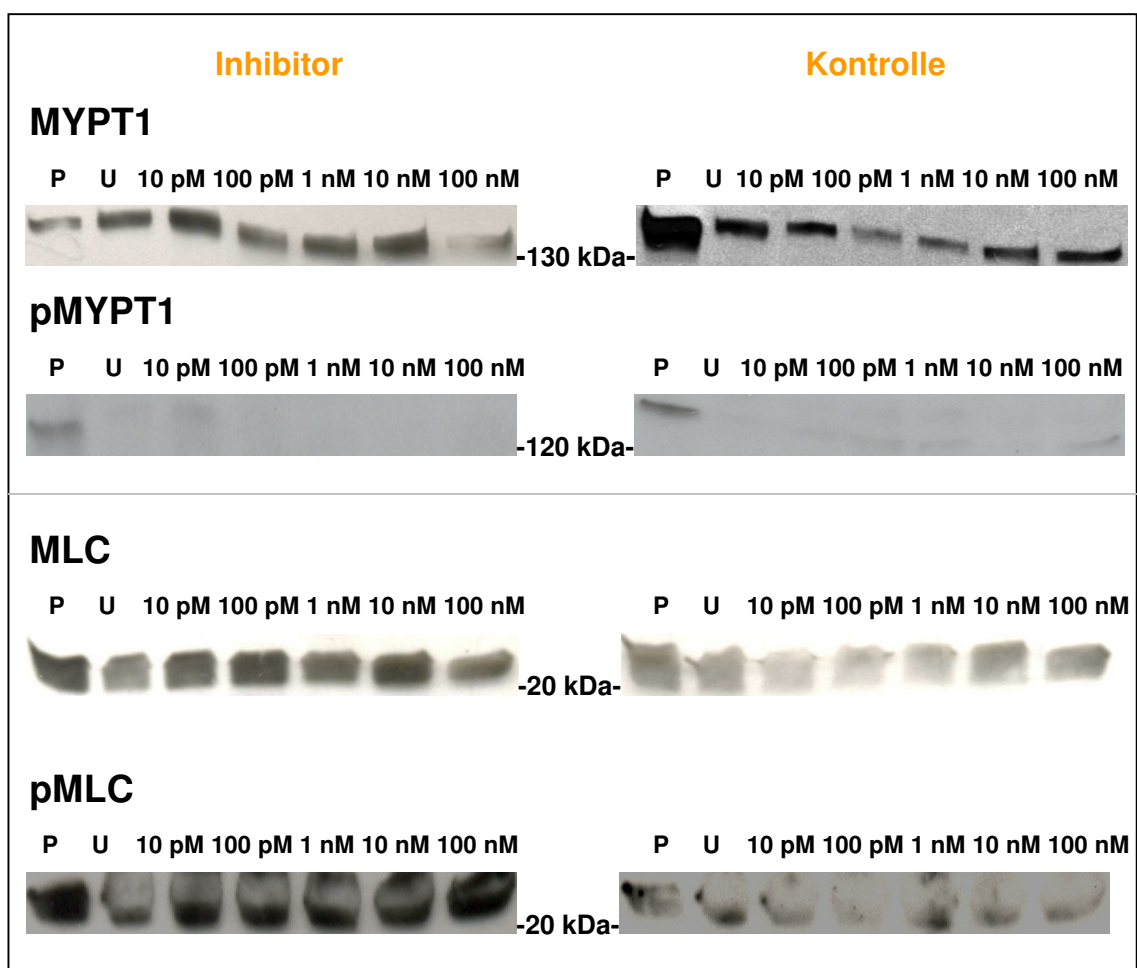 Inhibitor Kontrolle
MYPT1
P U 10 pM 100 pM 1 nM 10 nM 100 nM P U 10 pM 100 pM 1 nM 10 nM 100 nM
-130 kDa-
pMYPT1
P U 10 pM 100 pM 1 nM 10 nM 100 nM P U 10 pM 100 pM 1 nM 10 nM 100 nM
-120 kDa-
MLC
P U 10 pM 100 pM 1 nM 10 nM 100 nM P U 10 pM 100 pM 1 nM 10 nM 100 nM
-20 kDa-
pMLC
P U 10 pM 100 pM 1 nM 10 nM 100 nM P U 10 pM 100 pM 1 nM 10 nM 100 nM
-20 kDa-